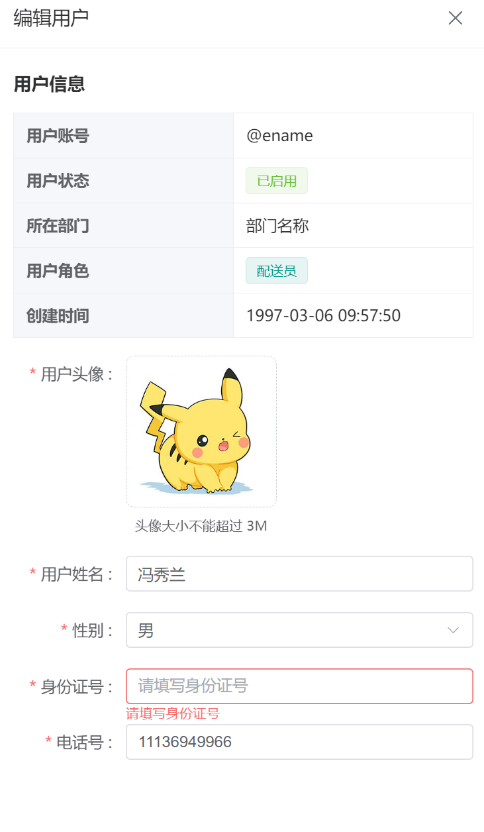 编辑用户
用户信息
用户账号 @ename
用户状态 已启用
所在部门 部门名称
用户角色 配送员
创建时间 1997-03-06 09:57:50
* 用户头像 :
头像大小不能超过 3M
* 用户姓名 : 冯秀兰
* 性别 : 男
* 身份证号 : 请填写身份证号
请填写身份证号
* 电话号 : 11136949966